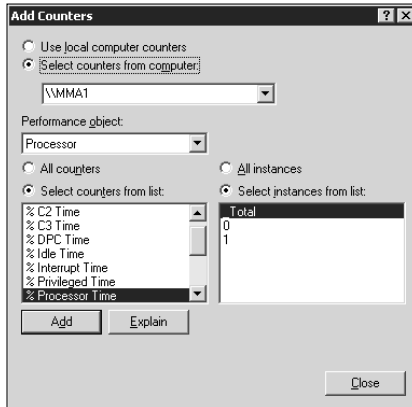 Add Counters
Use local computer counters
Select counters from computer:
\\MMA1
Performance object:
Processor
All counters
All instances
Select counters from list:
Select instances from list:
% C2 Time
% C3 Time
% DPC Time
% Idle Time
% Interrupt Time
% Privileged Time
% Processor Time
_Total
0
1
Add
Explain
Close